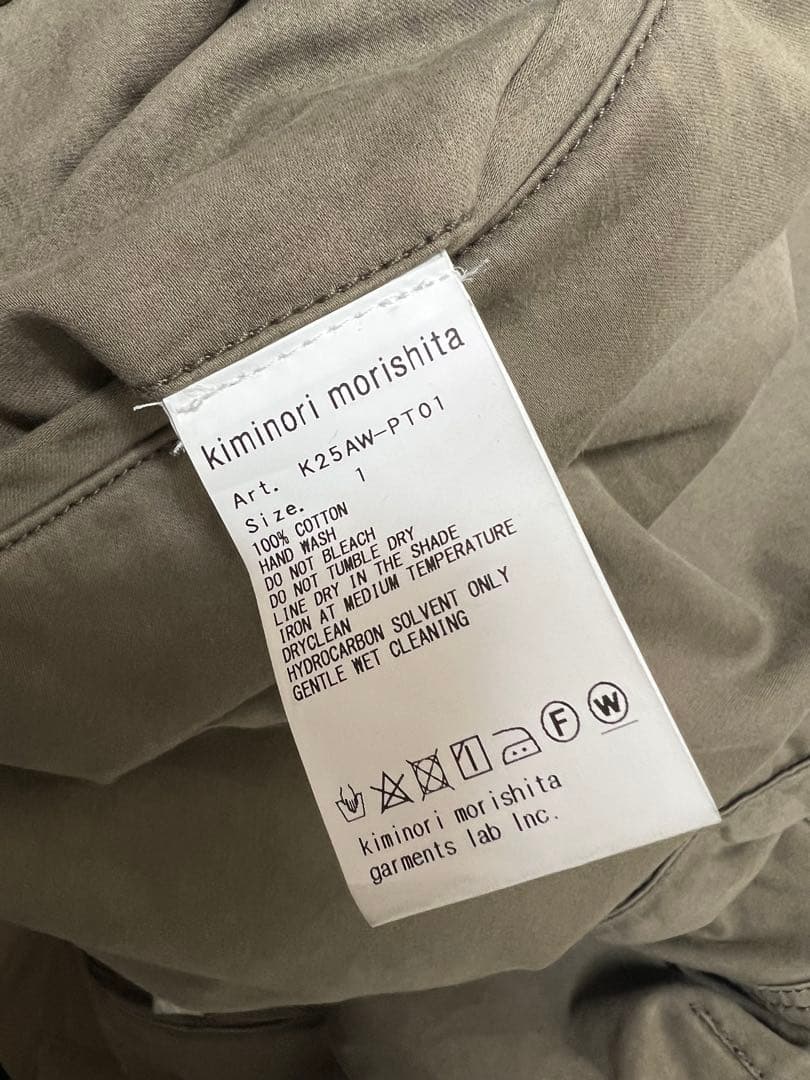 kiminori morishita
Art. K25AW-PT01
Size. 1
100% COTTON
HAND WASH
DO NOT BLEACH
DO NOT TUMBLE DRY
LINE DRY IN THE SHADE
IRON AT MEDIUM TEMPERATURE
DRYCLEAN
HYDROCARBON SOLVENT ONLY
GENTLE WET CLEANING
F W
kiminori morishita
garments lab Inc.